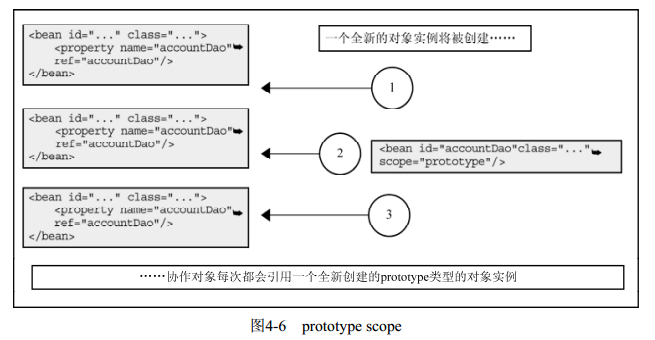 <bean id="..." class="...">
<property name="accountDao"
ref="accountDao"/>
</bean>
一个全新的对象实例将被创建……
1
<bean id="..." class="...">
<property name="accountDao"
ref="accountDao"/>
</bean>
2
<bean id="accountDao"class="..."
scope="prototype"/>
<bean id="..." class="...">
<property name="accountDao"
ref="accountDao"/>
</bean>
3
……协作对象每次都会引用一个全新创建的prototype类型的对象实例
图4-6 prototype scope